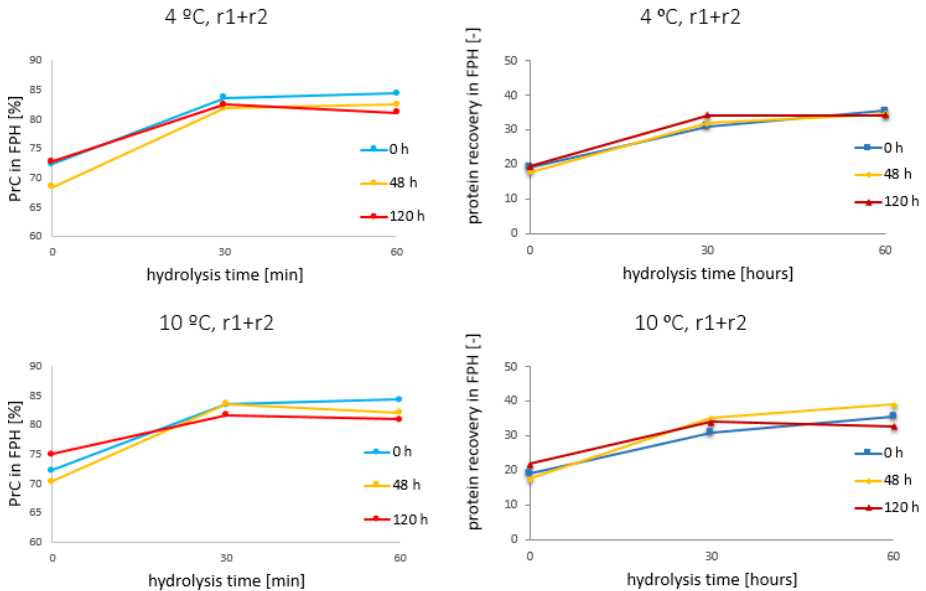 4 ºC, r1+r2
PrC in FPH [%]
90
85
80
75
70
65
60
0
30
60
hydrolysis time [min]
0 h
48 h
120 h
4 ºC, r1+r2
protein recovery in FPH [-]
50
40
30
20
10
0
0
30
60
hydrolysis time [hours]
0 h
48 h
120 h
10 ºC, r1+r2
PrC in FPH [%]
90
85
80
75
70
65
60
0
30
60
hydrolysis time [min]
0 h
48 h
120 h
10 ºC, r1+r2
protein recovery in FPH [-]
50
40
30
20
10
0
0
30
60
hydrolysis time [hours]
0 h
48 h
120 h